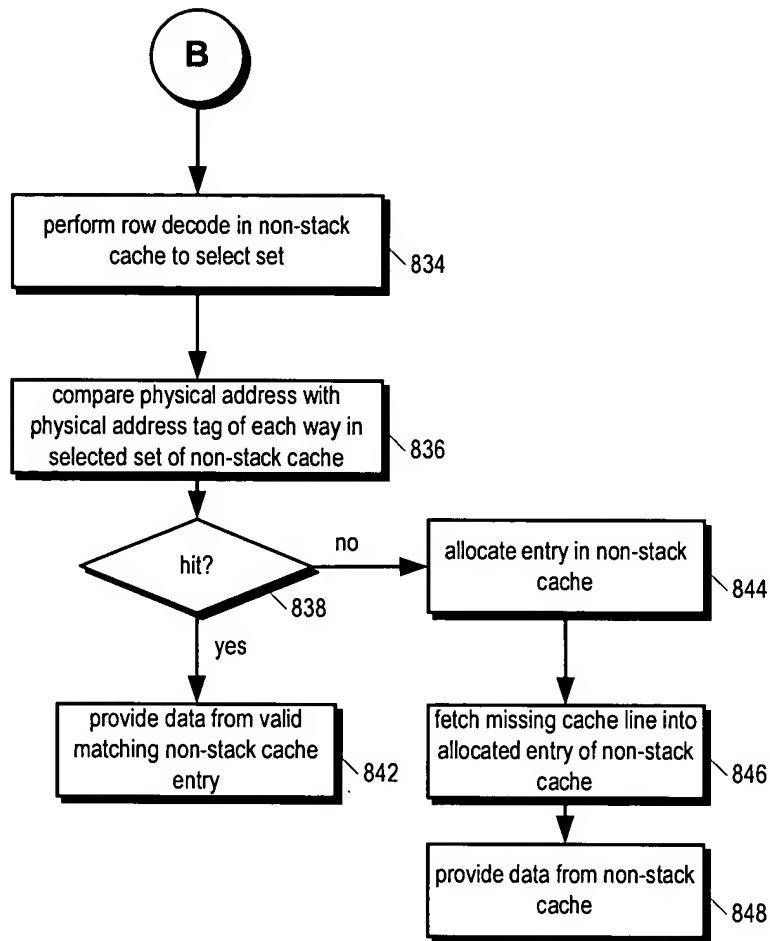 B
perform row decode in non-stack
cache to select set
834
compare physical address with
physical address tag of each way in
selected set of non-stack cache
836
hit?
838
no
yes
allocate entry in non-stack
cache
844
provide data from valid
matching non-stack cache
entry
842
fetch missing cache line into
allocated entry of non-stack
cache
846
provide data from non-stack
cache
848